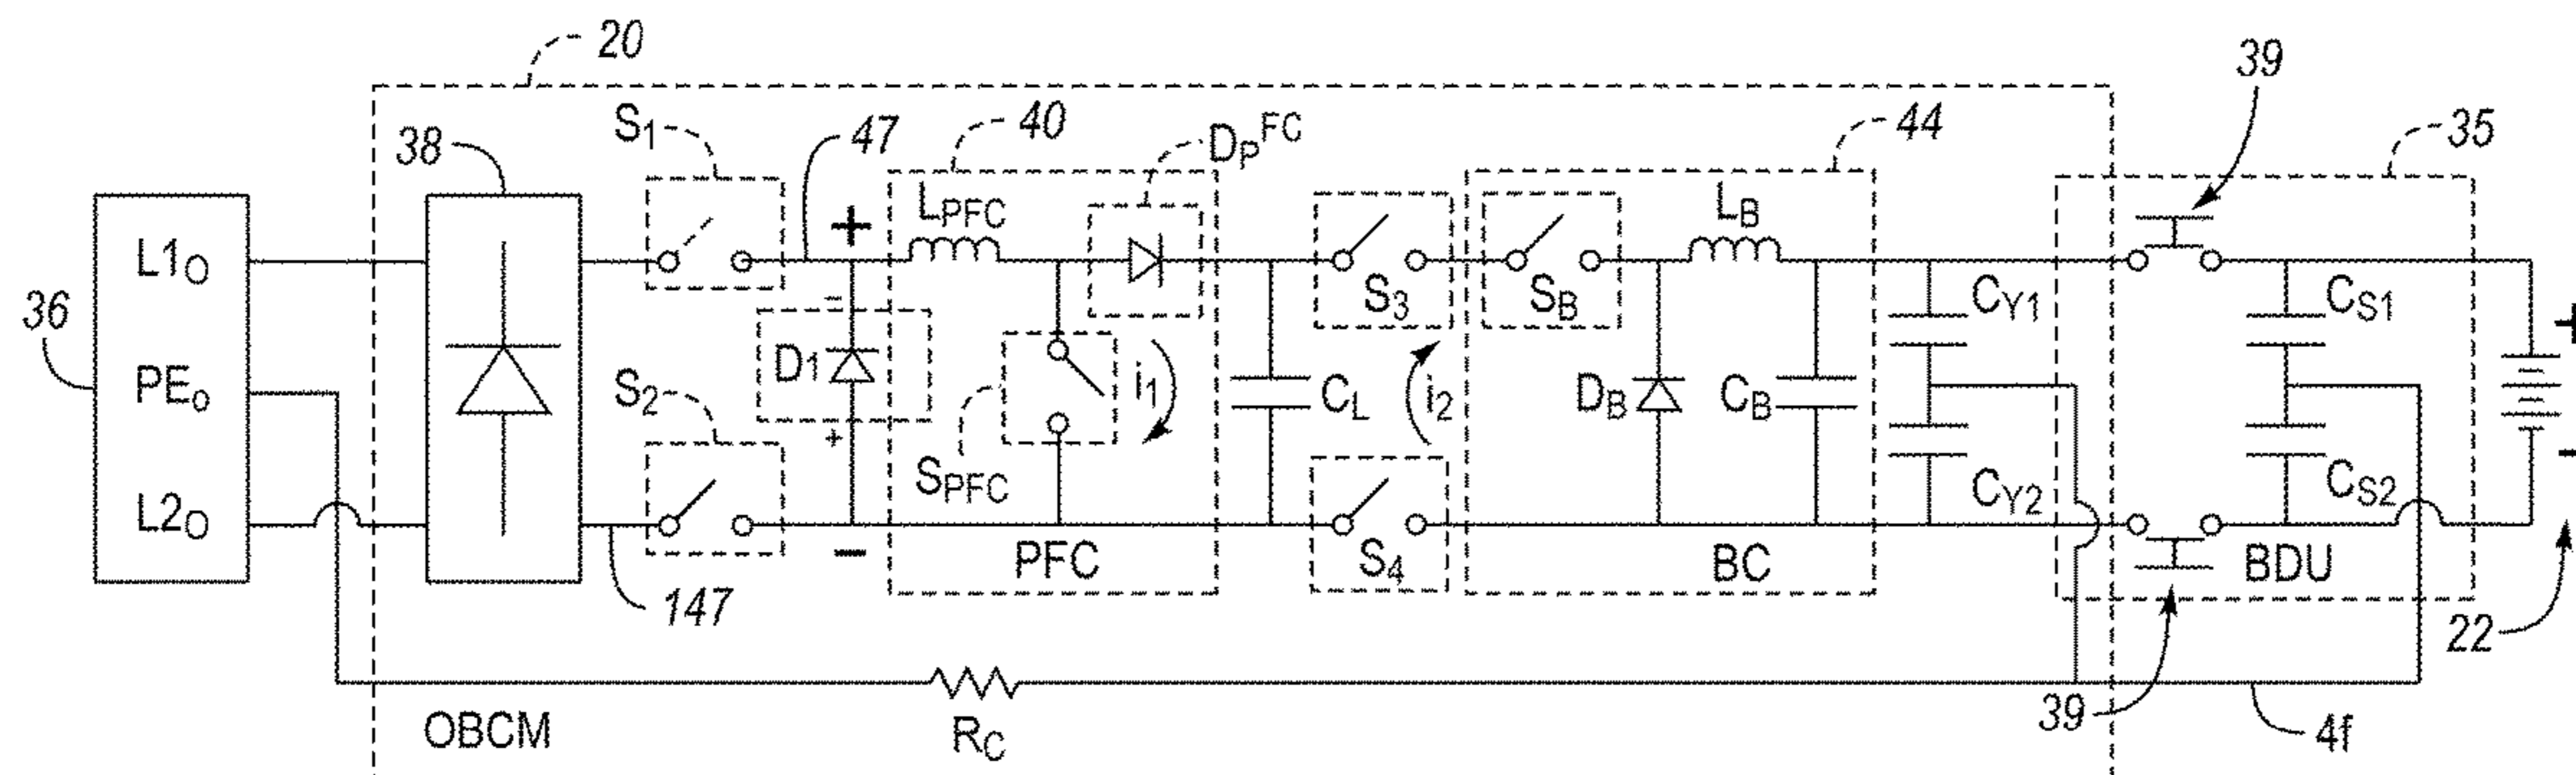 20
39
S1
47
40
DP^FC
44
35
38
L1O
LPFC
S3
SB
LB
CY1
CS1
+
+
-
36
PEO
D1
i1
CL
i2
DB
CB
S2
+
SPFC
L2O
CY2
CS2
-
-
PFC
S4
BC
BDU
147
22
OBCM
RC
39
4f